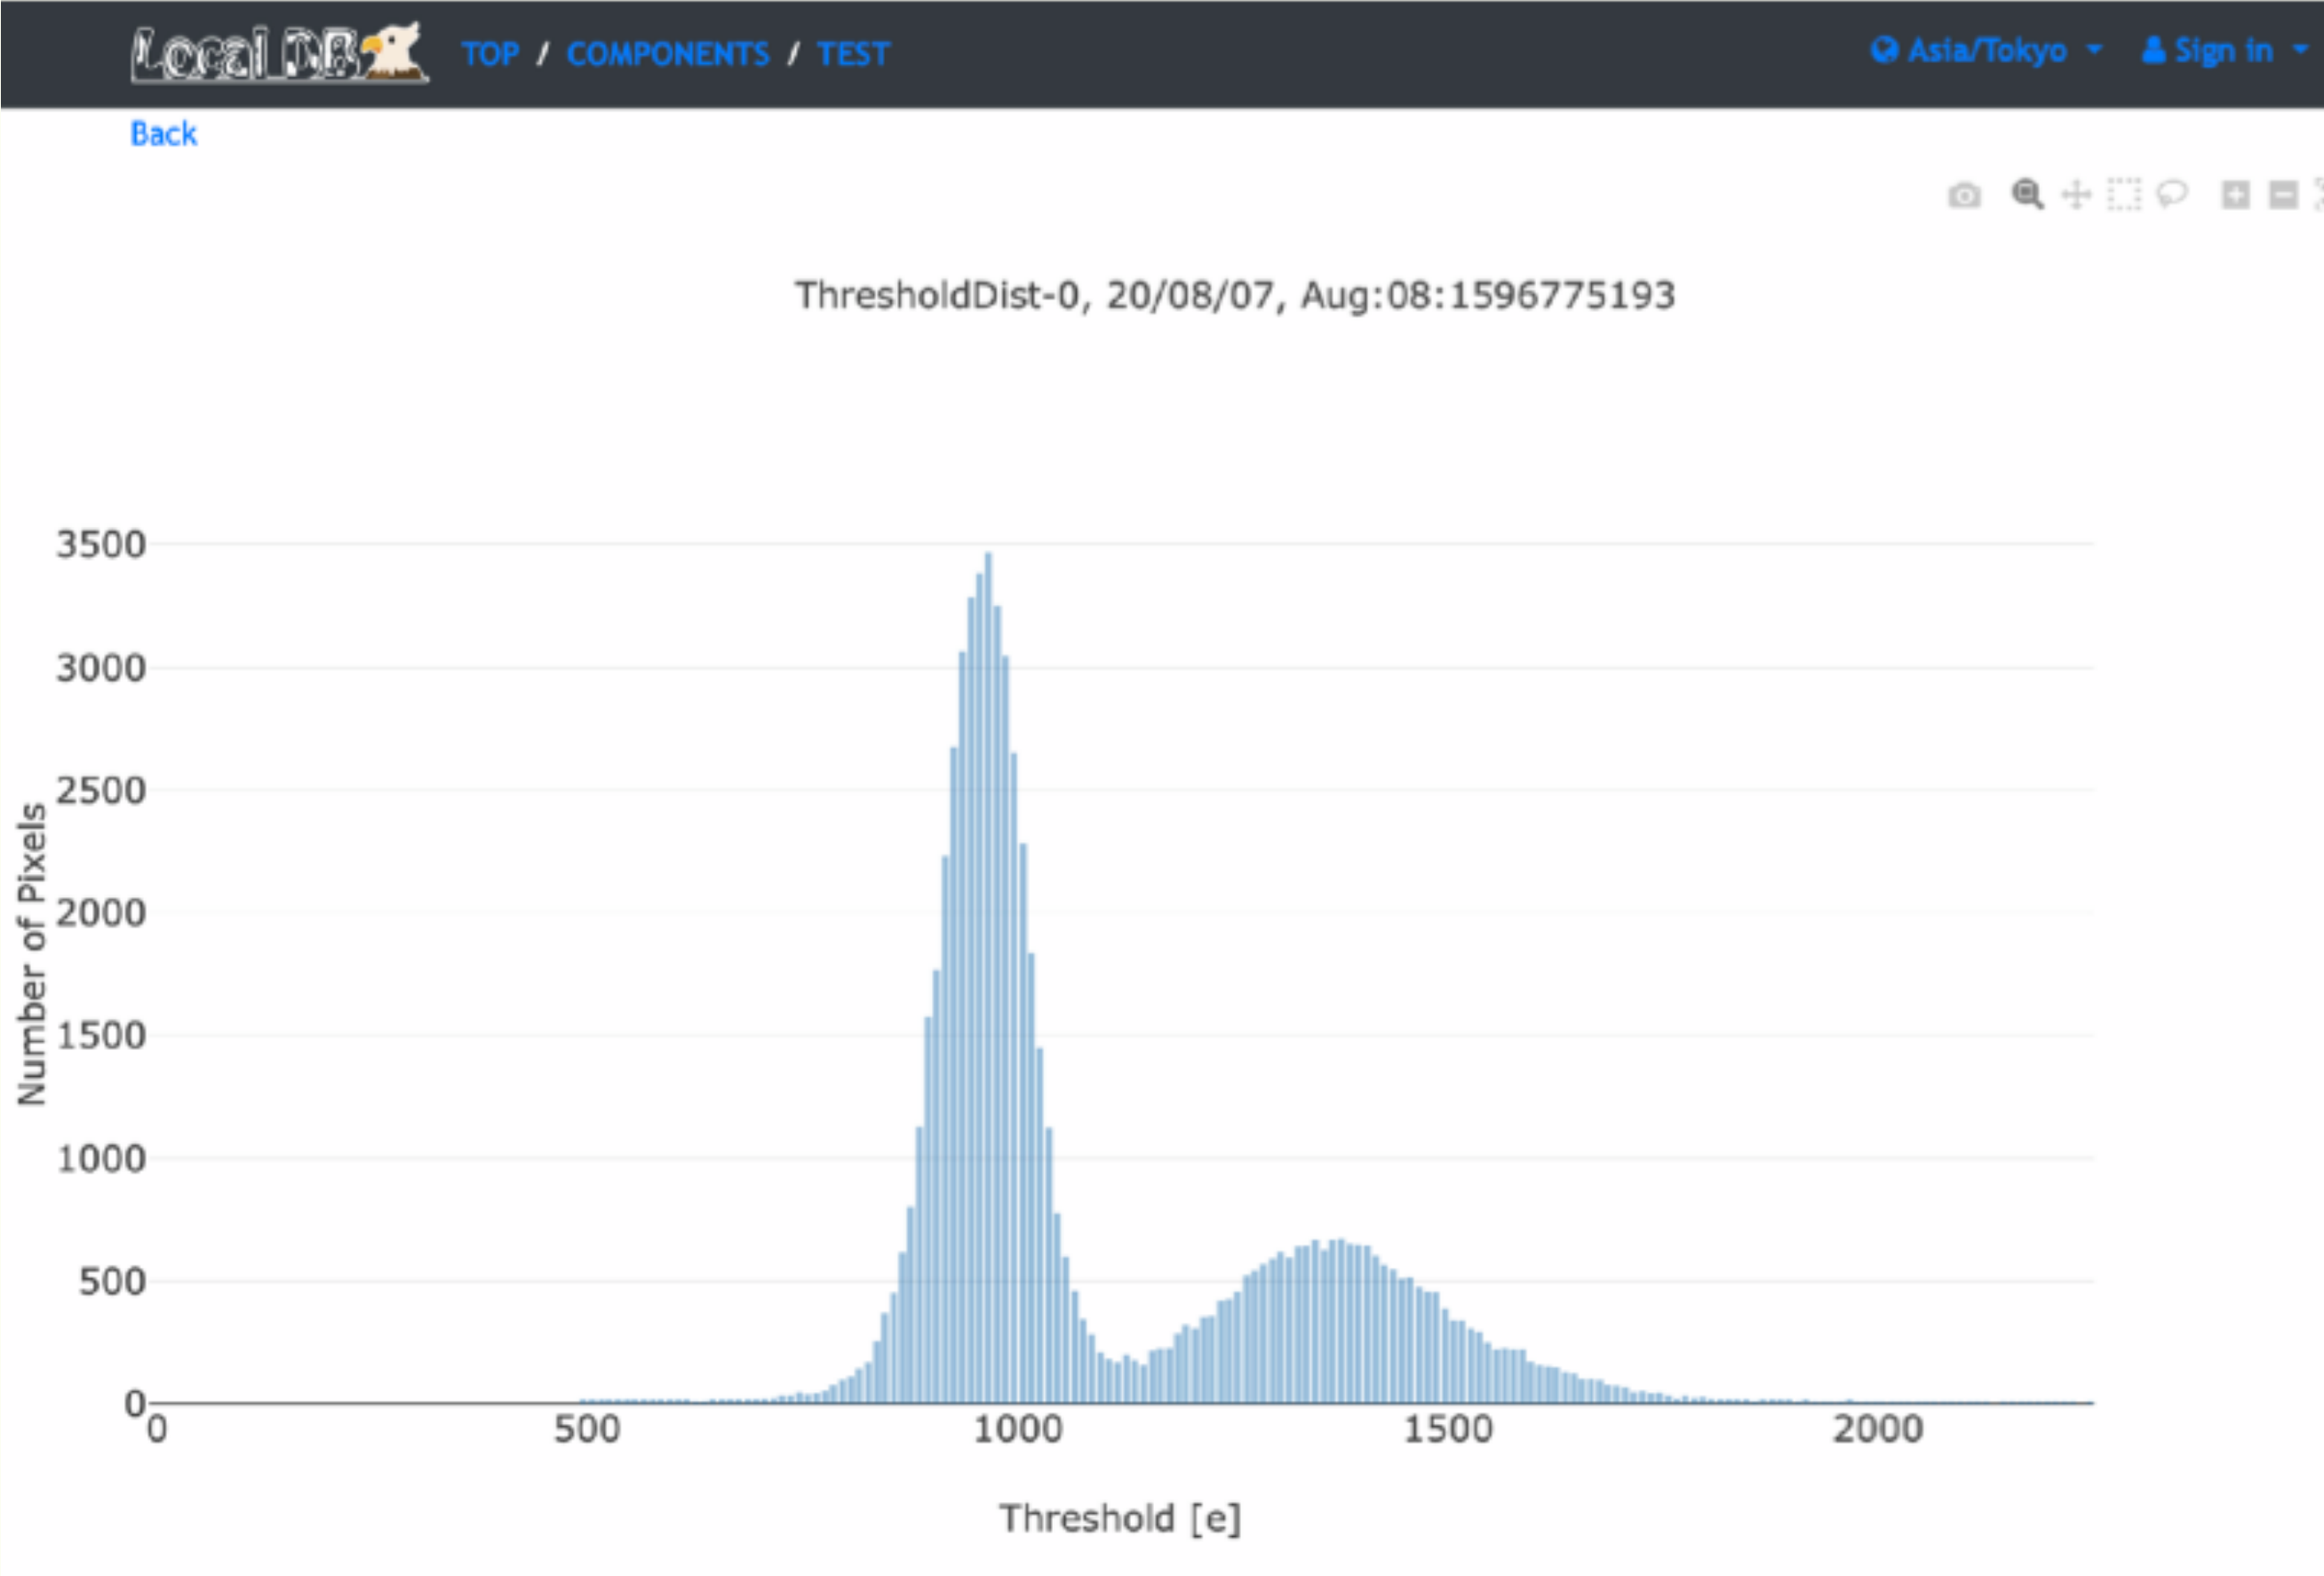 Local DB TOP / COMPONENTS / TEST Asia/Tokyo Sign in
Back
ThresholdDist-0, 20/08/07, Aug:08:1596775193
3500
3000
2500
2000
1500
1000
500
0
Number of Pixels
0 500 1000 1500 2000
Threshold [e]